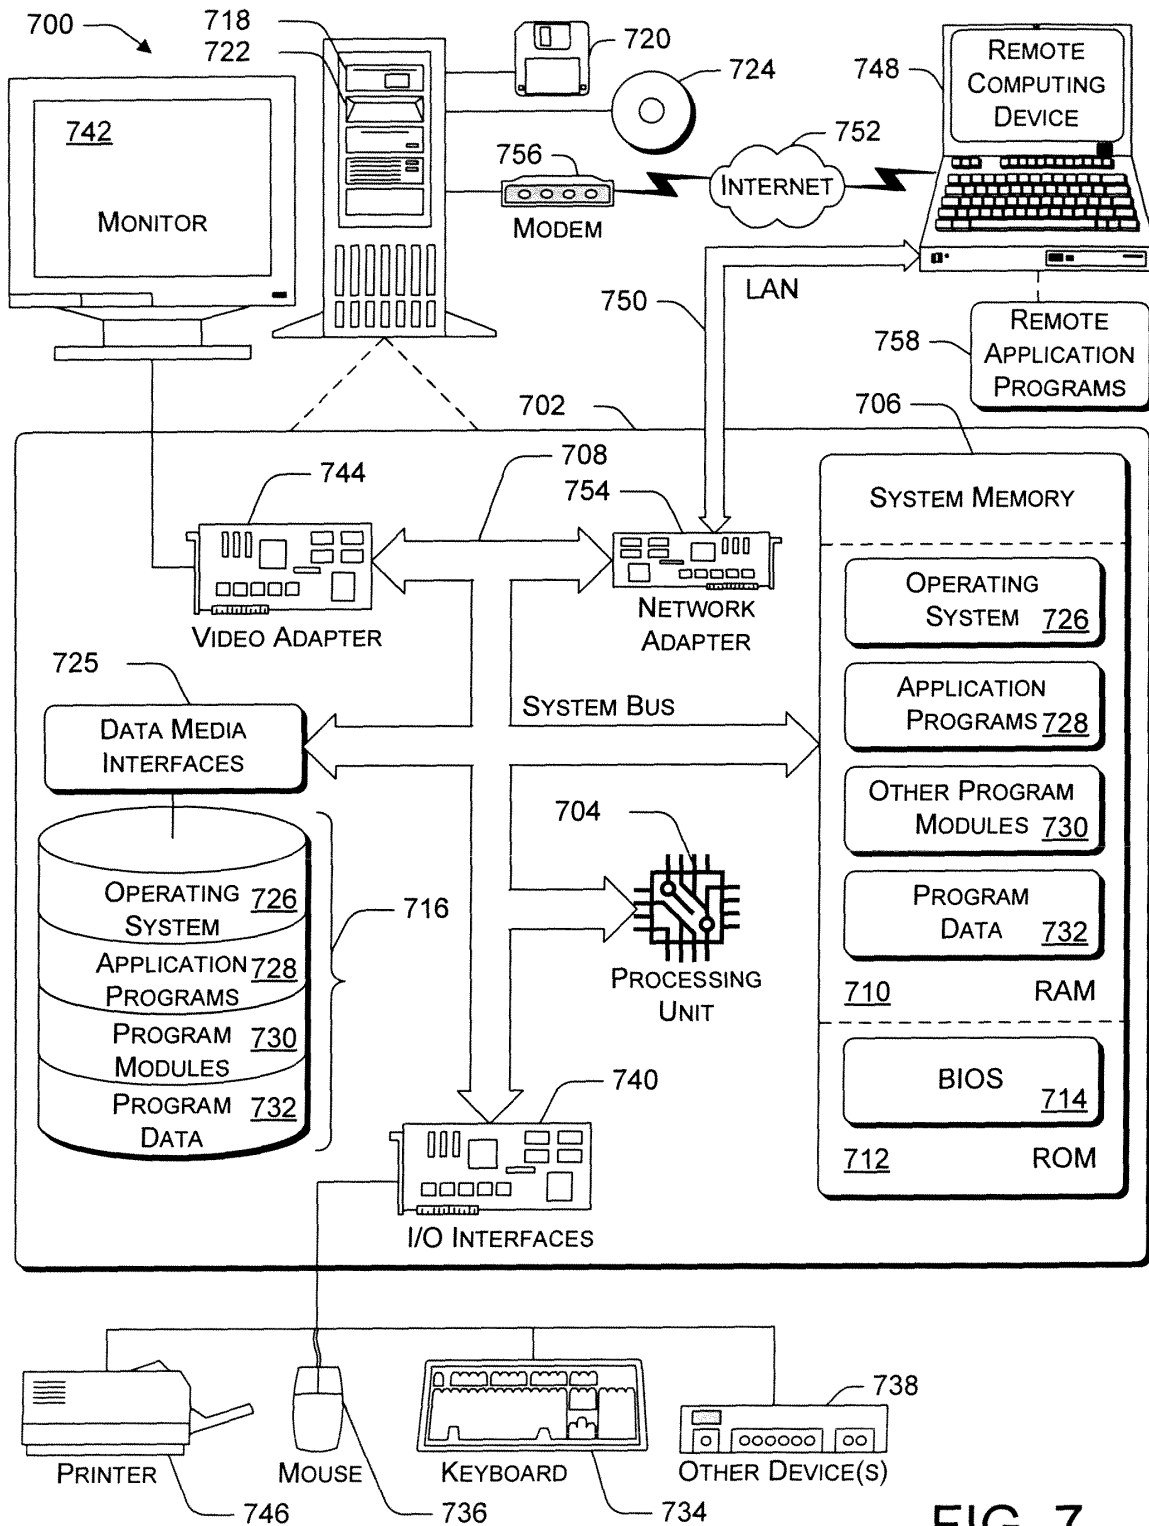 700
718
722
720
724
748
REMOTE
COMPUTING
DEVICE
742
MONITOR
756
MODEM
752
INTERNET
750
LAN
758
REMOTE
APPLICATION
PROGRAMS
702
706
744
708
754
VIDEO ADAPTER
NETWORK
ADAPTER
SYSTEM MEMORY
OPERATING
SYSTEM 726
APPLICATION
PROGRAMS 728
OTHER PROGRAM
MODULES 730
PROGRAM
DATA 732
710 RAM
BIOS 714
712 ROM
725
DATA MEDIA
INTERFACES
SYSTEM BUS
704
PROCESSING
UNIT
OPERATING
SYSTEM 726
APPLICATION
PROGRAMS 728
PROGRAM
MODULES 730
PROGRAM
DATA 732
716
740
I/O INTERFACES
PRINTER
746
MOUSE
736
KEYBOARD
734
738
OTHER DEVICE(S)
FIG. 7